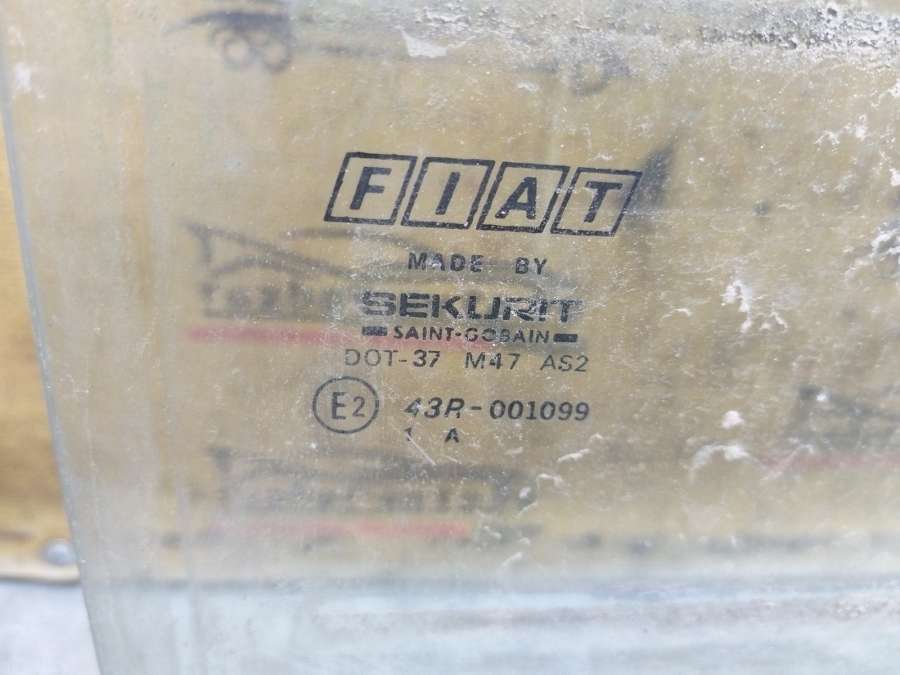 FIAT
MADE BY
SEKURIT
SAINT-GOBAIN
DOT-37 M47 AS2
E2 43R-001099
1 A